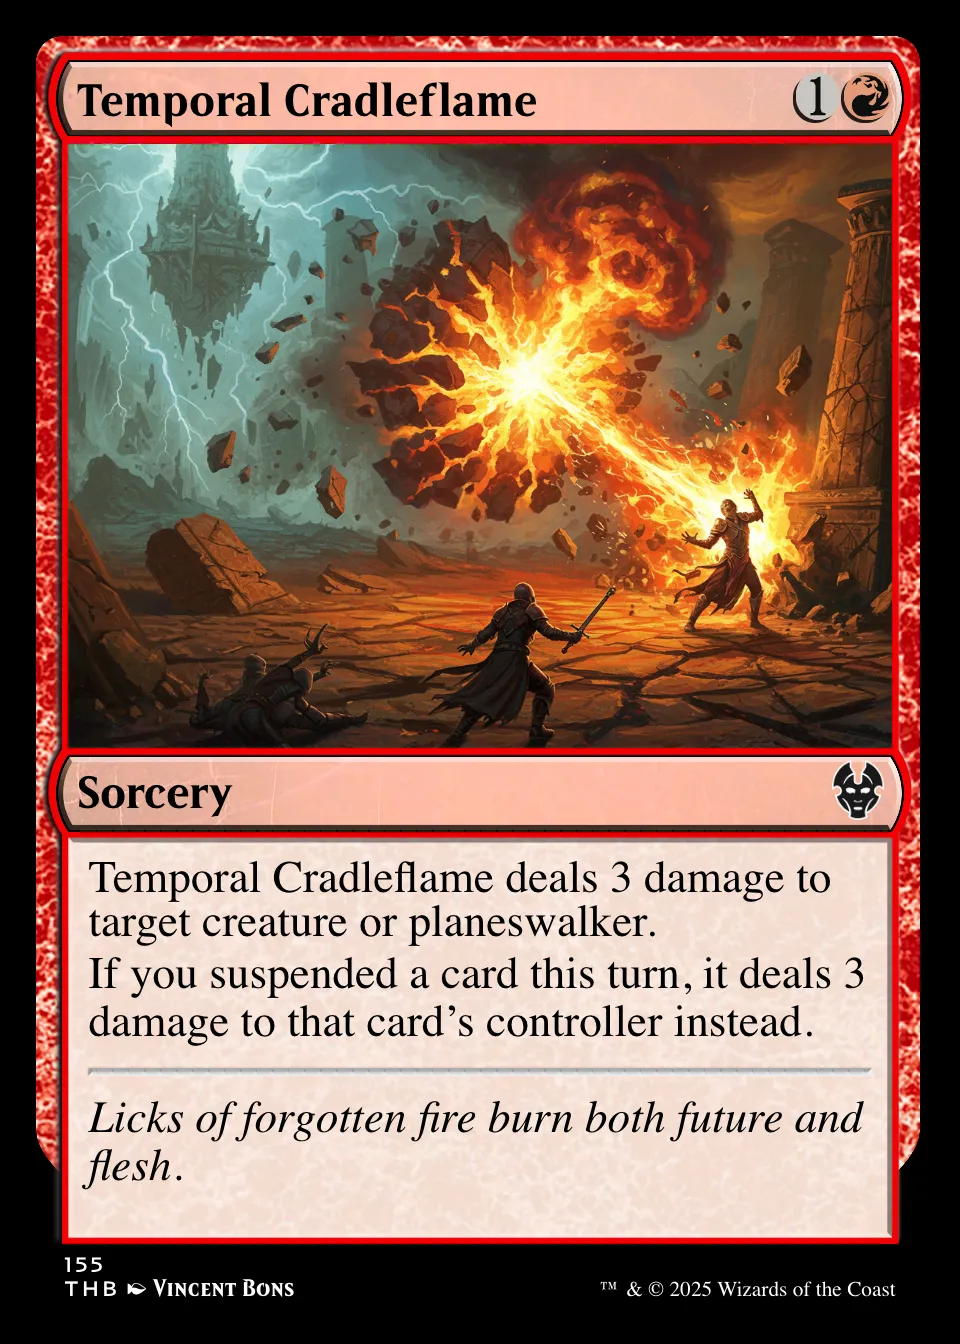 Temporal Cradleflame
1
Sorcery
Temporal Cradleflame deals 3 damage to
target creature or planeswalker.
If you suspended a card this turn, it deals 3
damage to that card’s controller instead.
Licks of forgotten fire burn both future and
flesh.
155
THB Vincent Bons
™ & © 2025 Wizards of the Coast